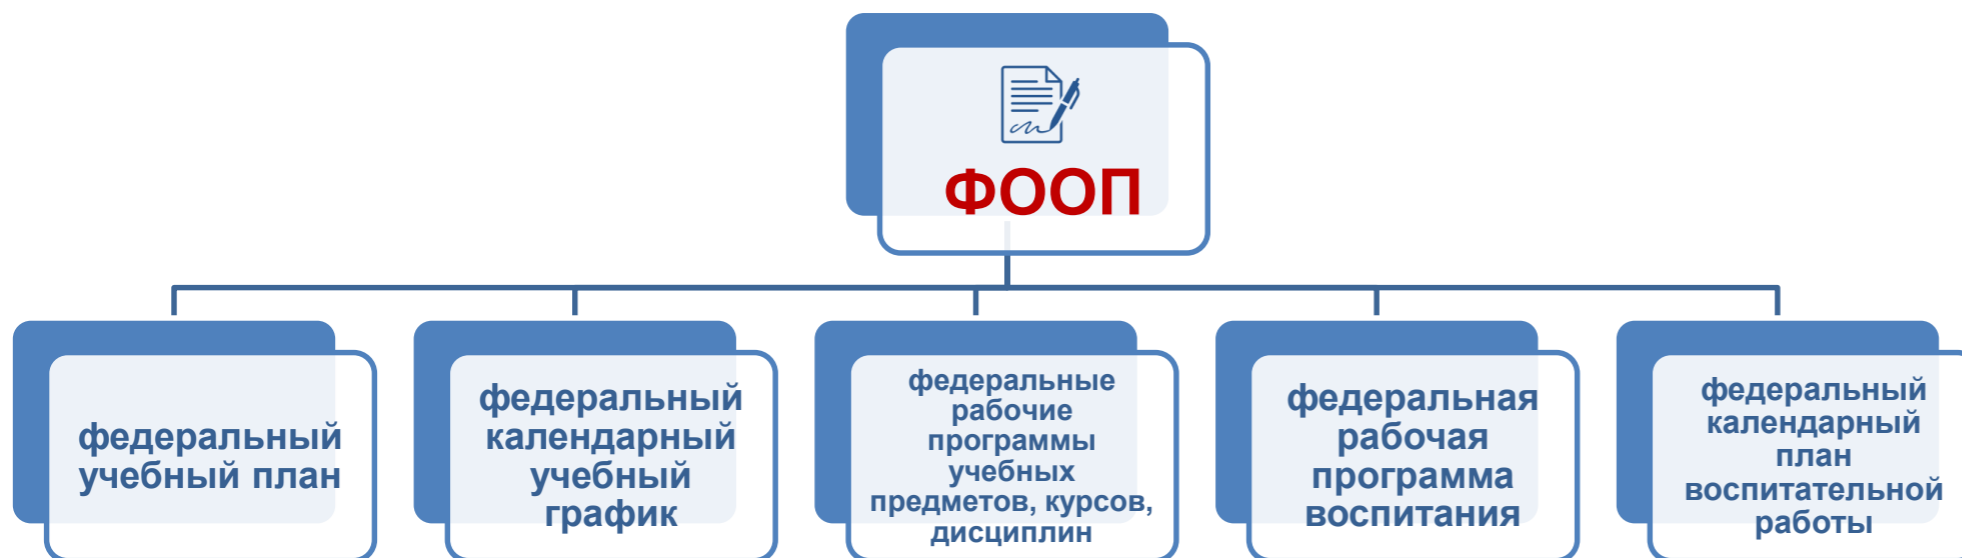 ФООП
федеральный
учебный план
федеральный
календарный
учебный
график
федеральные
рабочие
программы
учебных
предметов, курсов,
дисциплин
федеральная
рабочая
программа
воспитания
федеральный
календарный
план
воспитательной
работы